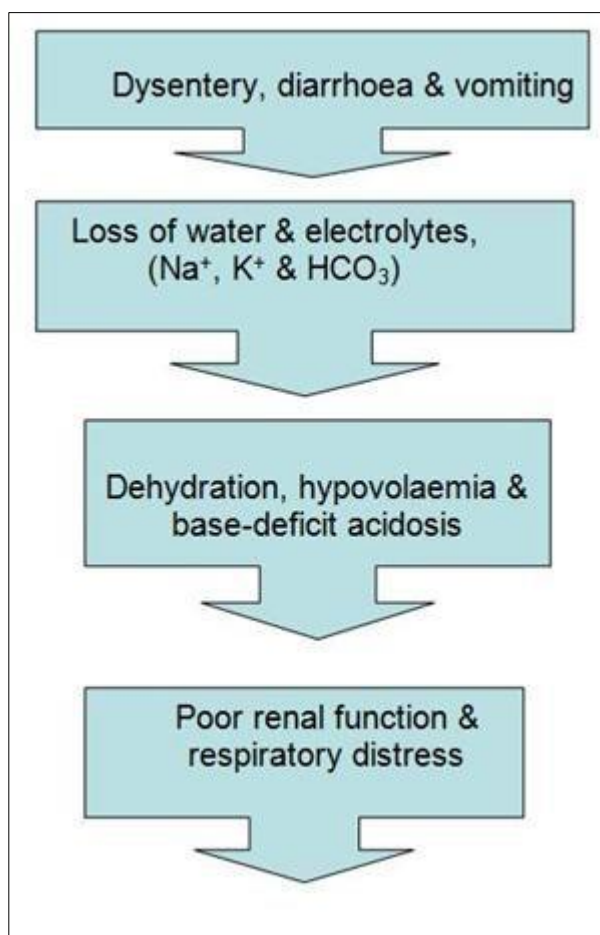 Dysentery, diarrhoea & vomiting
Loss of water & electrolytes,
(Na⁺, K⁺ & HCO₃)
Dehydration, hypovolaemia &
base-deficit acidosis
Poor renal function &
respiratory distress